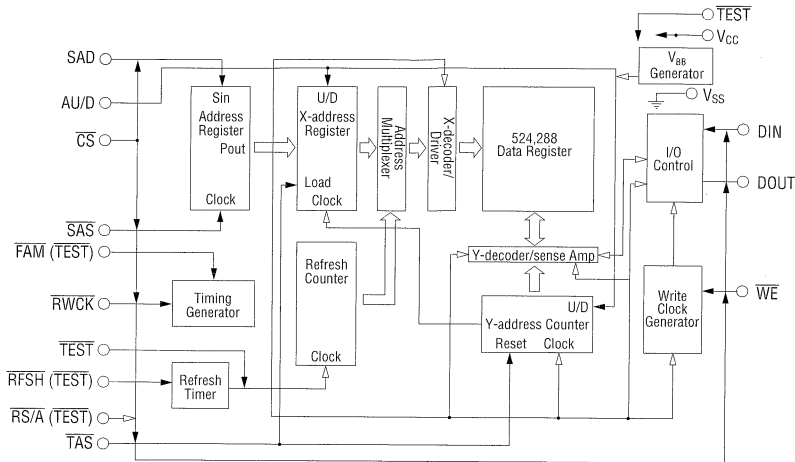 TEST
VCC
VBB
Generator
VSS
SAD
AU/D
CS
SAS
FAM (TEST)
RWCK
TEST
RFSH (TEST)
RS/A (TEST)
TAS
Sin
Address
Register
Pout
Clock
U/D
X-address
Register
Load
Clock
Address
Multiplexer
X-decoder/
Driver
524,288
Data Register
I/O
Control
DIN
DOUT
Y-decoder/sense Amp
Timing
Generator
Refresh
Counter
Clock
U/D
Y-address Counter
Reset Clock
Write
Clock
Generator
WE
Refresh
Timer